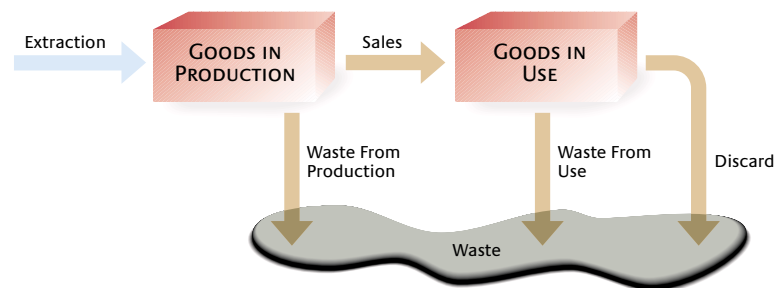 Extraction
GOODS IN
PRODUCTION
Sales
GOODS IN
USE
Waste From
Production
Waste From
Use
Discard
Waste